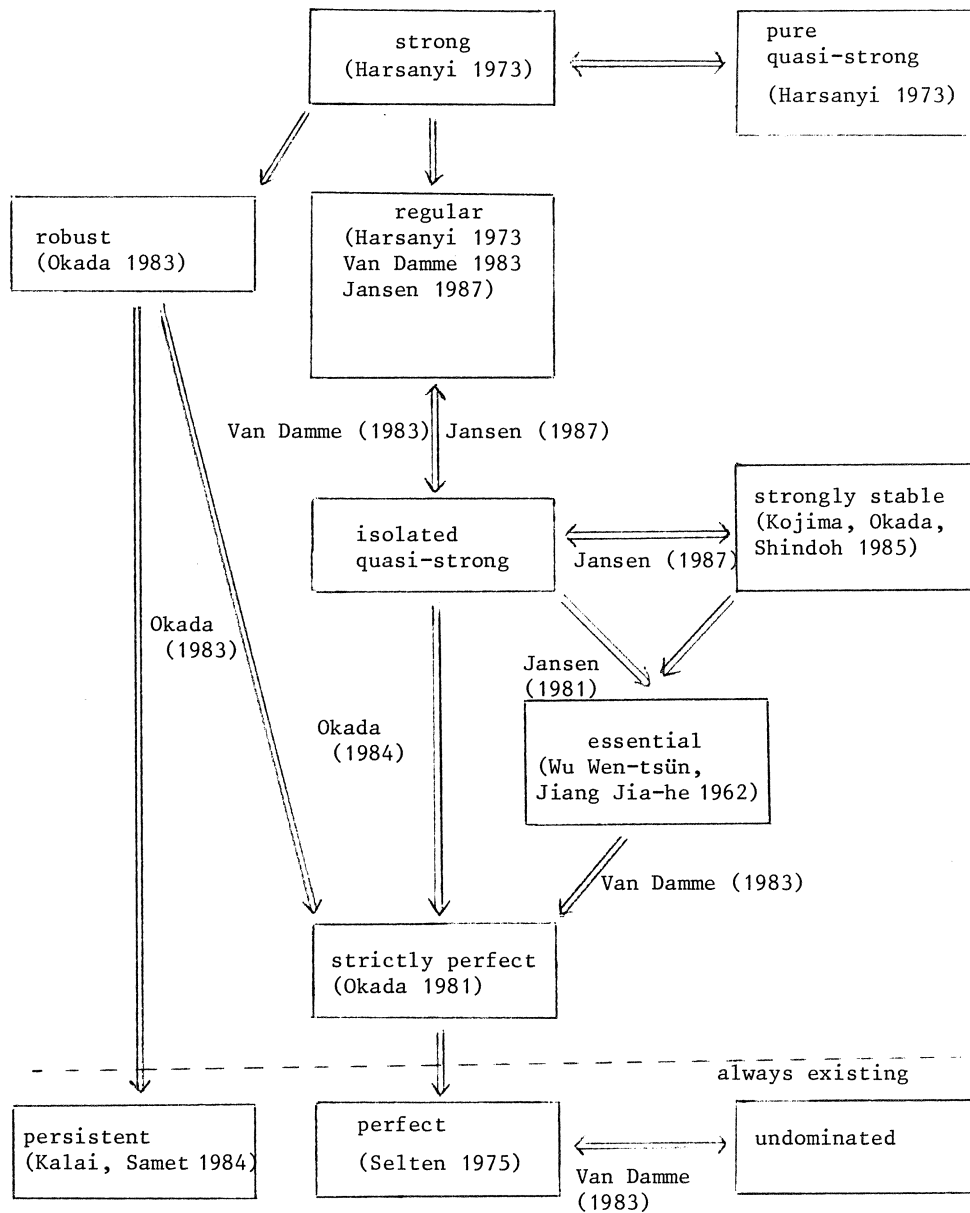 strong
(Harsanyi 1973)
pure
quasi-strong
(Harsanyi 1973)
robust
(Okada 1983)
regular
(Harsanyi 1973
Van Damme 1983
Jansen 1987)
Van Damme (1983)
Jansen (1987)
isolated
quasi-strong
strongly stable
(Kojima, Okada,
Shindoh 1985)
Jansen (1987)
Okada
(1983)
Jansen
(1981)
Okada
(1984)
essential
(Wu Wen-tsün,
Jiang Jia-he 1962)
Van Damme (1983)
strictly perfect
(Okada 1981)
always existing
persistent
(Kalai, Samet 1984)
perfect
(Selten 1975)
undominated
Van Damme
(1983)